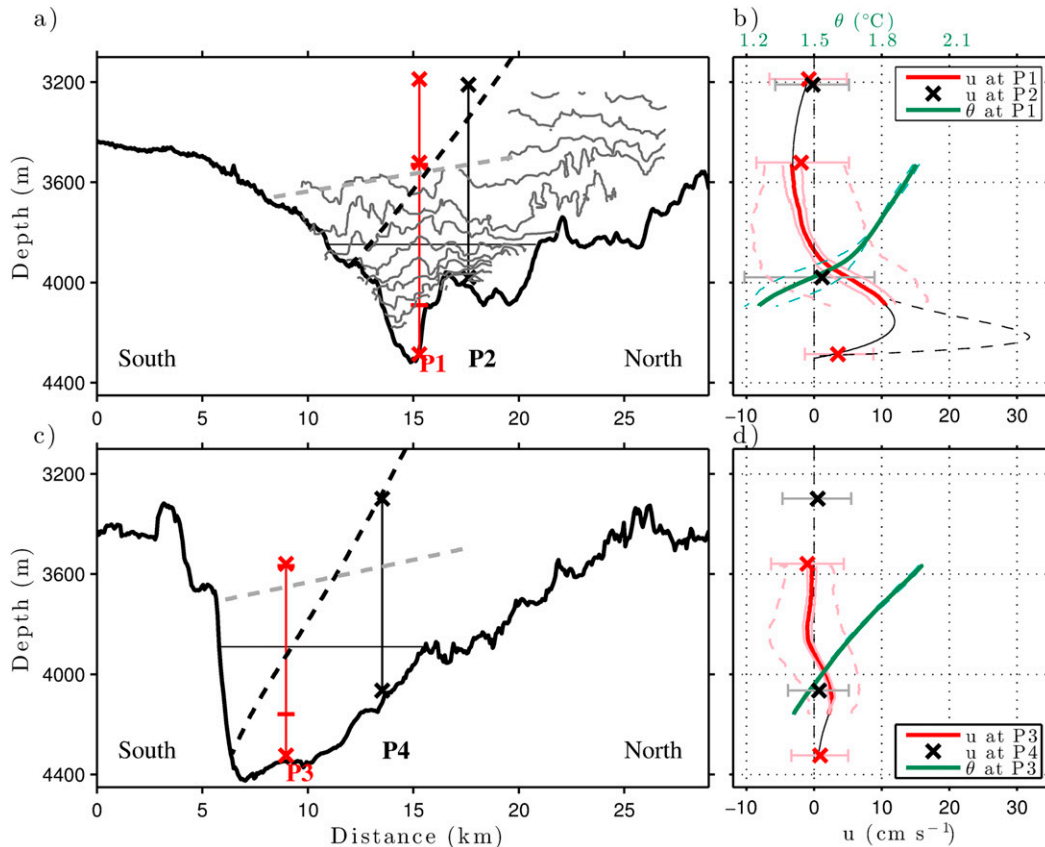 a)
3200
3600
4000
4400
Depth (m)
South
P1
P2
North
0
5
10
15
20
25
b)
θ (°C)
1.2
1.5
1.8
2.1
u at P1
u at P2
θ at P1
−10
0
10
20
30
c)
3200
3600
4000
4400
Depth (m)
South
P3
P4
North
0
5
10
15
20
25
Distance (km)
d)
u at P3
u at P4
θ at P3
−10
0
10
20
30
u (cm s⁻¹)